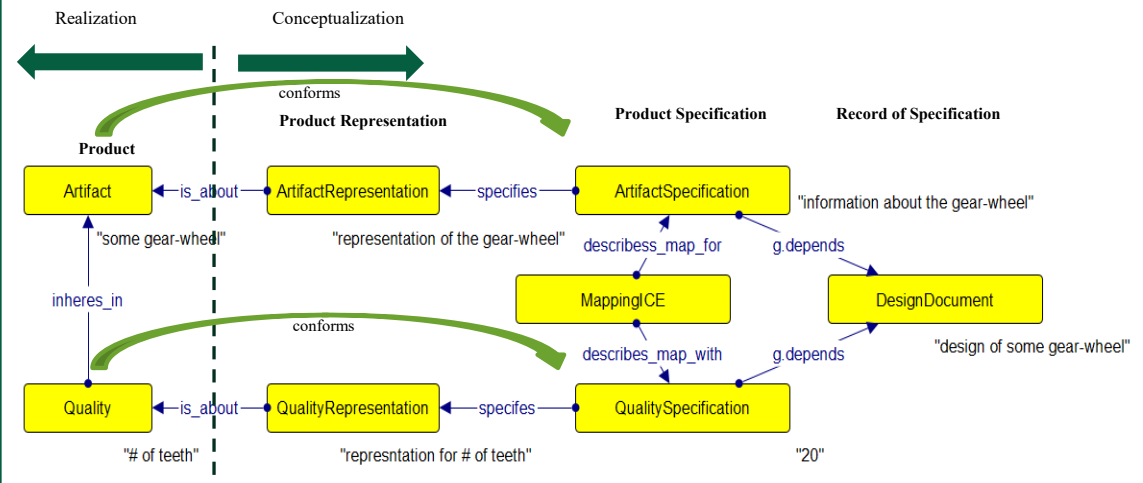 Realization
Conceptualization
conforms
Product Representation
Product Specification
Record of Specification
Product
Artifact
is_about
ArtifactRepresentation
specifies
ArtifactSpecification
"information about the gear-wheel"
"some gear-wheel"
"representation of the gear-wheel"
describess_map_for
g.depends
inheres_in
MappingICE
DesignDocument
conforms
describes_map_with
g.depends
"design of some gear-wheel"
Quality
is_about
QualityRepresentation
specifes
QualitySpecification
"# of teeth"
"represntation for # of teeth"
"20"